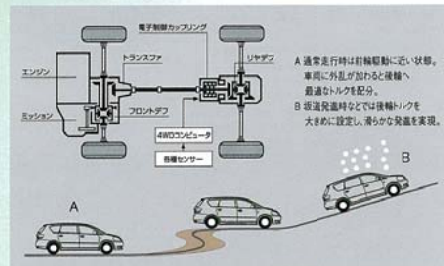 電子制御カップリング
トランスファ
リヤデフ
エンジン
ミッション
フロントデフ
4WDコンピュータ
各種センサー
A 通常走行時は前輪駆動に近い状態。
車両に外乱が加わると後輪へ
最適なトルクを配分。
B 坂道発進時などでは後輪トルクを
大きめに設定し、滑らかな発進を実現。
A
B